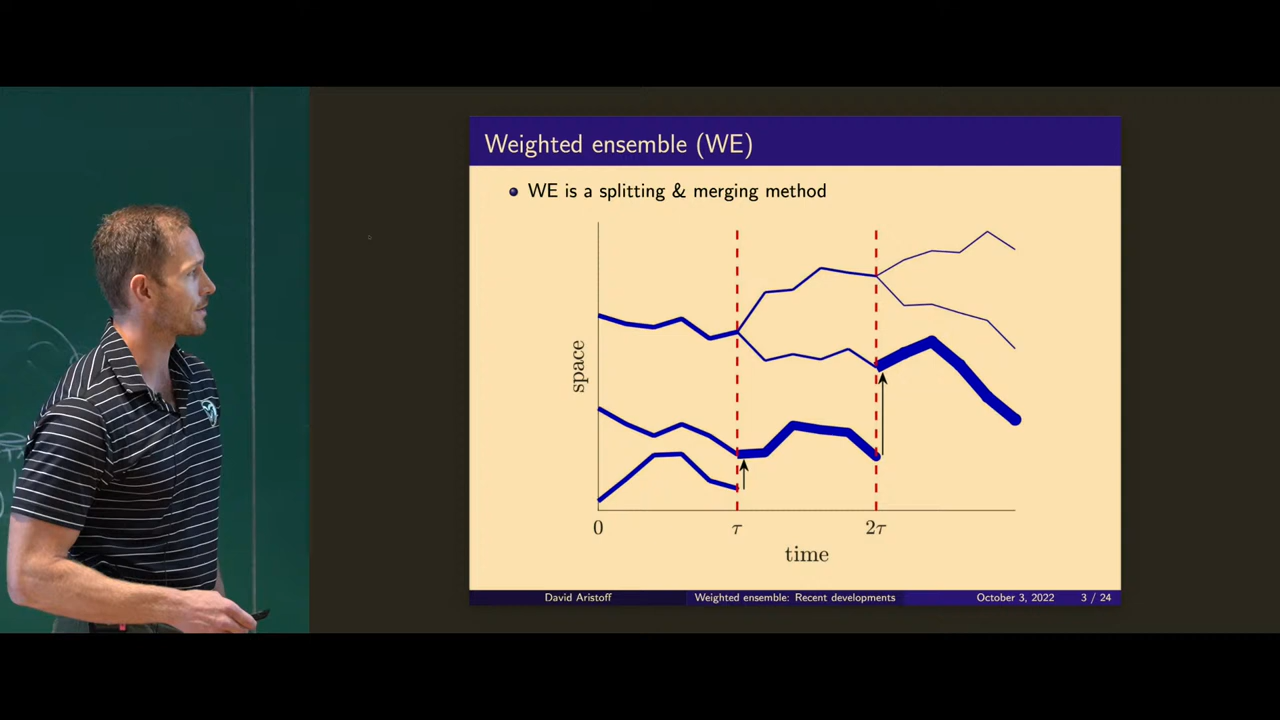 Weighted ensemble (WE)
WE is a splitting & merging method
space
0
τ
2τ
time
David Aristoff
Weighted ensemble: Recent developments
October 3, 2022
3 / 24